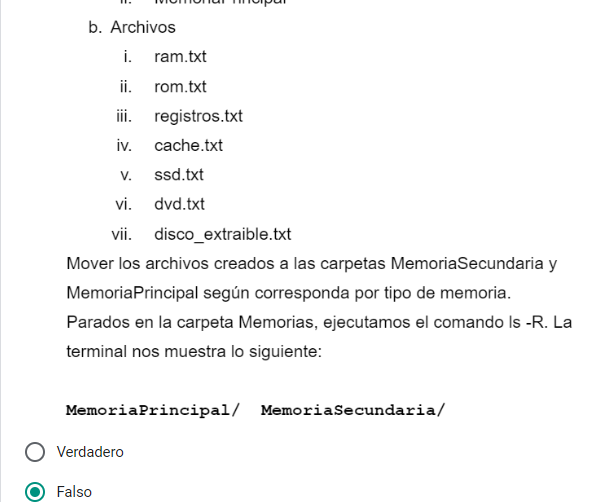 ii. MemoriaPrincipal
b. Archivos
i. ram.txt
ii. rom.txt
iii. registros.txt
iv. cache.txt
v. ssd.txt
vi. dvd.txt
vii. disco_extraible.txt
Mover los archivos creados a las carpetas MemoriaSecundaria y
MemoriaPrincipal según corresponda por tipo de memoria.
Parados en la carpeta Memorias, ejecutamos el comando ls -R. La
terminal nos muestra lo siguiente:
MemoriaPrincipal/ MemoriaSecundaria/
Verdadero
Falso